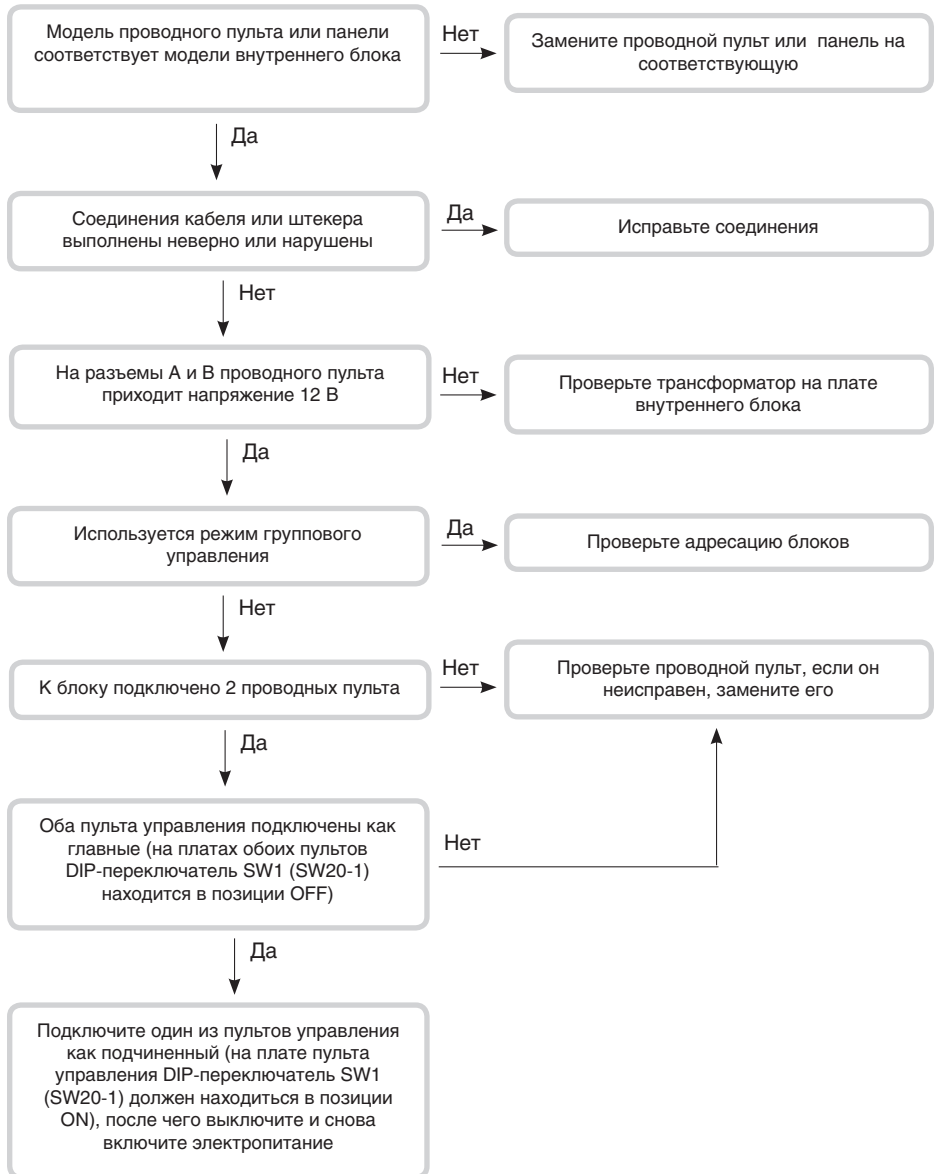 Модель проводного пульта или панели
соответствует модели внутреннего блока
Нет
Замените проводной пульт или панель на
соответствующую
Да
Соединения кабеля или штекера
выполнены неверно или нарушены
Да
Исправьте соединения
Нет
На разъемы А и В проводного пульта
приходит напряжение 12 В
Нет
Проверьте трансформатор на плате
внутреннего блока
Да
Используется режим группового
управления
Да
Проверьте адресацию блоков
Нет
К блоку подключено 2 проводных пульта
Нет
Проверьте проводной пульт, если он
неисправен, замените его
Да
Оба пульта управления подключены как
главные (на платах обоих пультов
DIP-переключатель SW1 (SW20-1)
находится в позиции OFF)
Нет
Да
Подключите один из пультов управления
как подчиненный (на плате пульта
управления DIP-переключатель SW1
(SW20-1) должен находиться в позиции
ON), после чего выключите и снова
включите электропитание